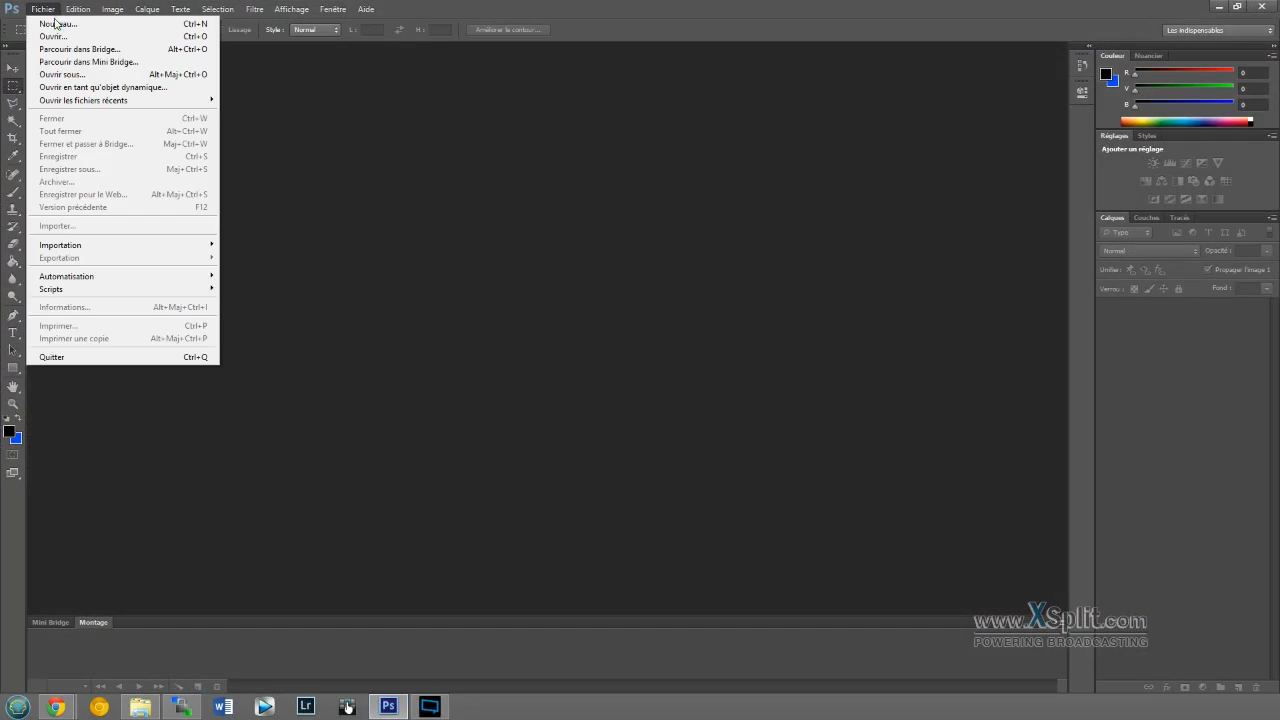 Ps Fichier Edition Image Calque Texte Sélection Filtre Affichage Fenêtre Aide
Lissage Style : Normal L : H : Améliorer le contour... Les indispensables
Ctrl+N
Ouvrir... Ctrl+O
Parcourir dans Bridge... Alt+Ctrl+O
Parcourir dans Mini Bridge...
Ouvrir sous... Alt+Maj+Ctrl+O
Ouvrir en tant qu'objet dynamique...
Ouvrir les fichiers récents
Fermer Ctrl+W
Tout fermer Alt+Ctrl+W
Fermer et passer à Bridge... Maj+Ctrl+W
Enregistrer Ctrl+S
Enregistrer sous... Maj+Ctrl+S
Archiver...
Enregistrer pour le Web... Alt+Maj+Ctrl+S
Version précédente F12
Importer...
Importation
Exportation
Automatisation
Scripts
Informations... Alt+Maj+Ctrl+I
Imprimer... Ctrl+P
Imprimer une copie Alt+Maj+Ctrl+P
Quitter Ctrl+Q
Couleur Nuancier
R 0
V 0
B 0
Réglages Styles
Ajouter un réglage
Calques Couches Tracés
Typo
Normal Opacité :
Unifier : Propager l'image 1
Verrou : Fond :
Mini Bridge Montage
www.XSplit.com
POWERING BROADCASTING
Lr Ps